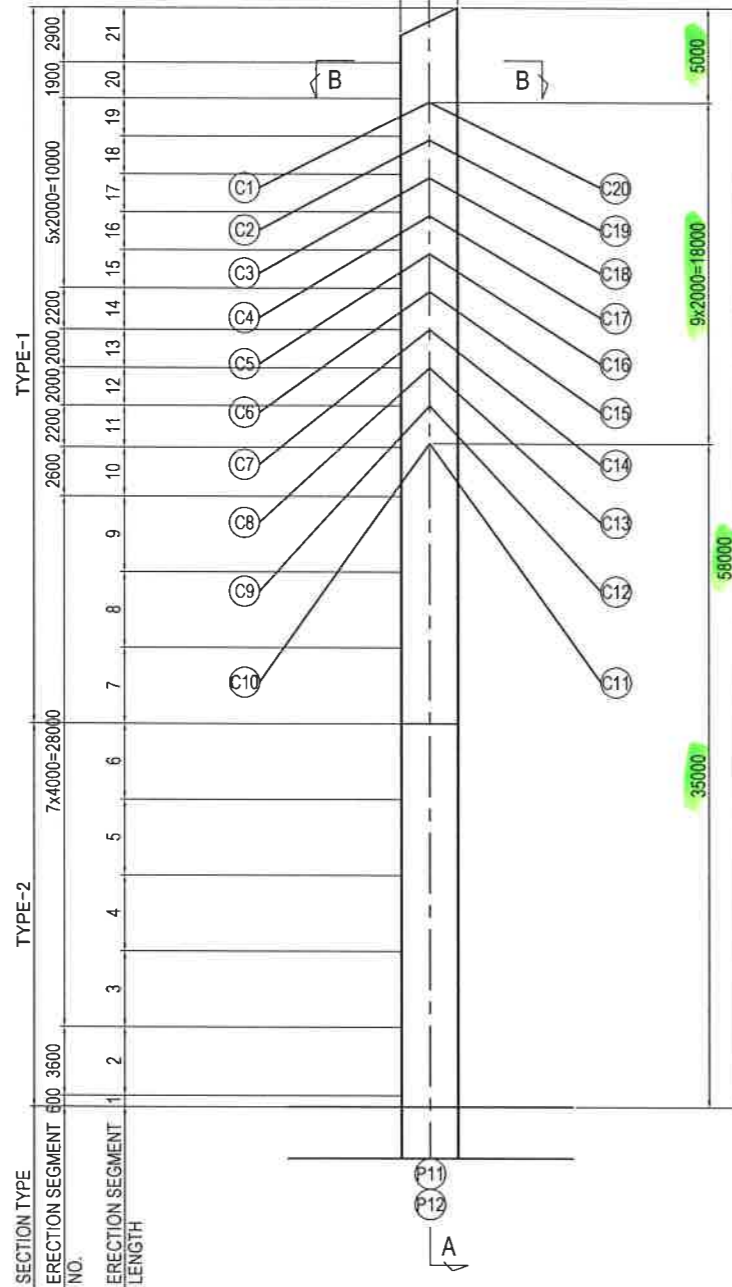 SECTION TYPE
TYPE-2
TYPE-1
ERECTION SEGMENT
NO.
600
3600
7x4000=28000
2600
2200
2000
2000
2200
5x2000=10000
1900
2900
ERECTION SEGMENT
LENGTH
1
2
3
4
5
6
7
8
9
10
11
12
13
14
15
16
17
18
19
20
21
B
B
C1
C2
C3
C4
C5
C6
C7
C8
C9
C10
C20
C19
C18
C17
C16
C15
C14
C13
C12
C11
5000
9x2000=18000
35000
58000
P11
P12
A